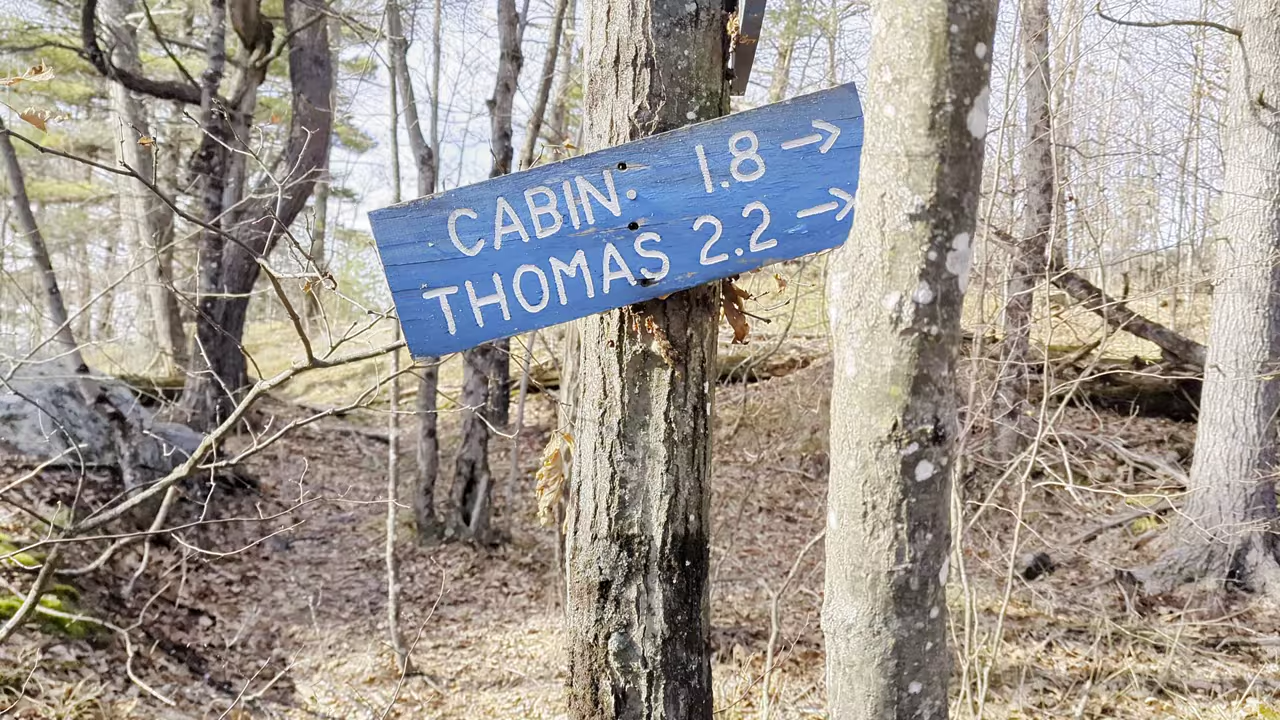 CABIN. 1.8 →
THOMAS 2.2 →